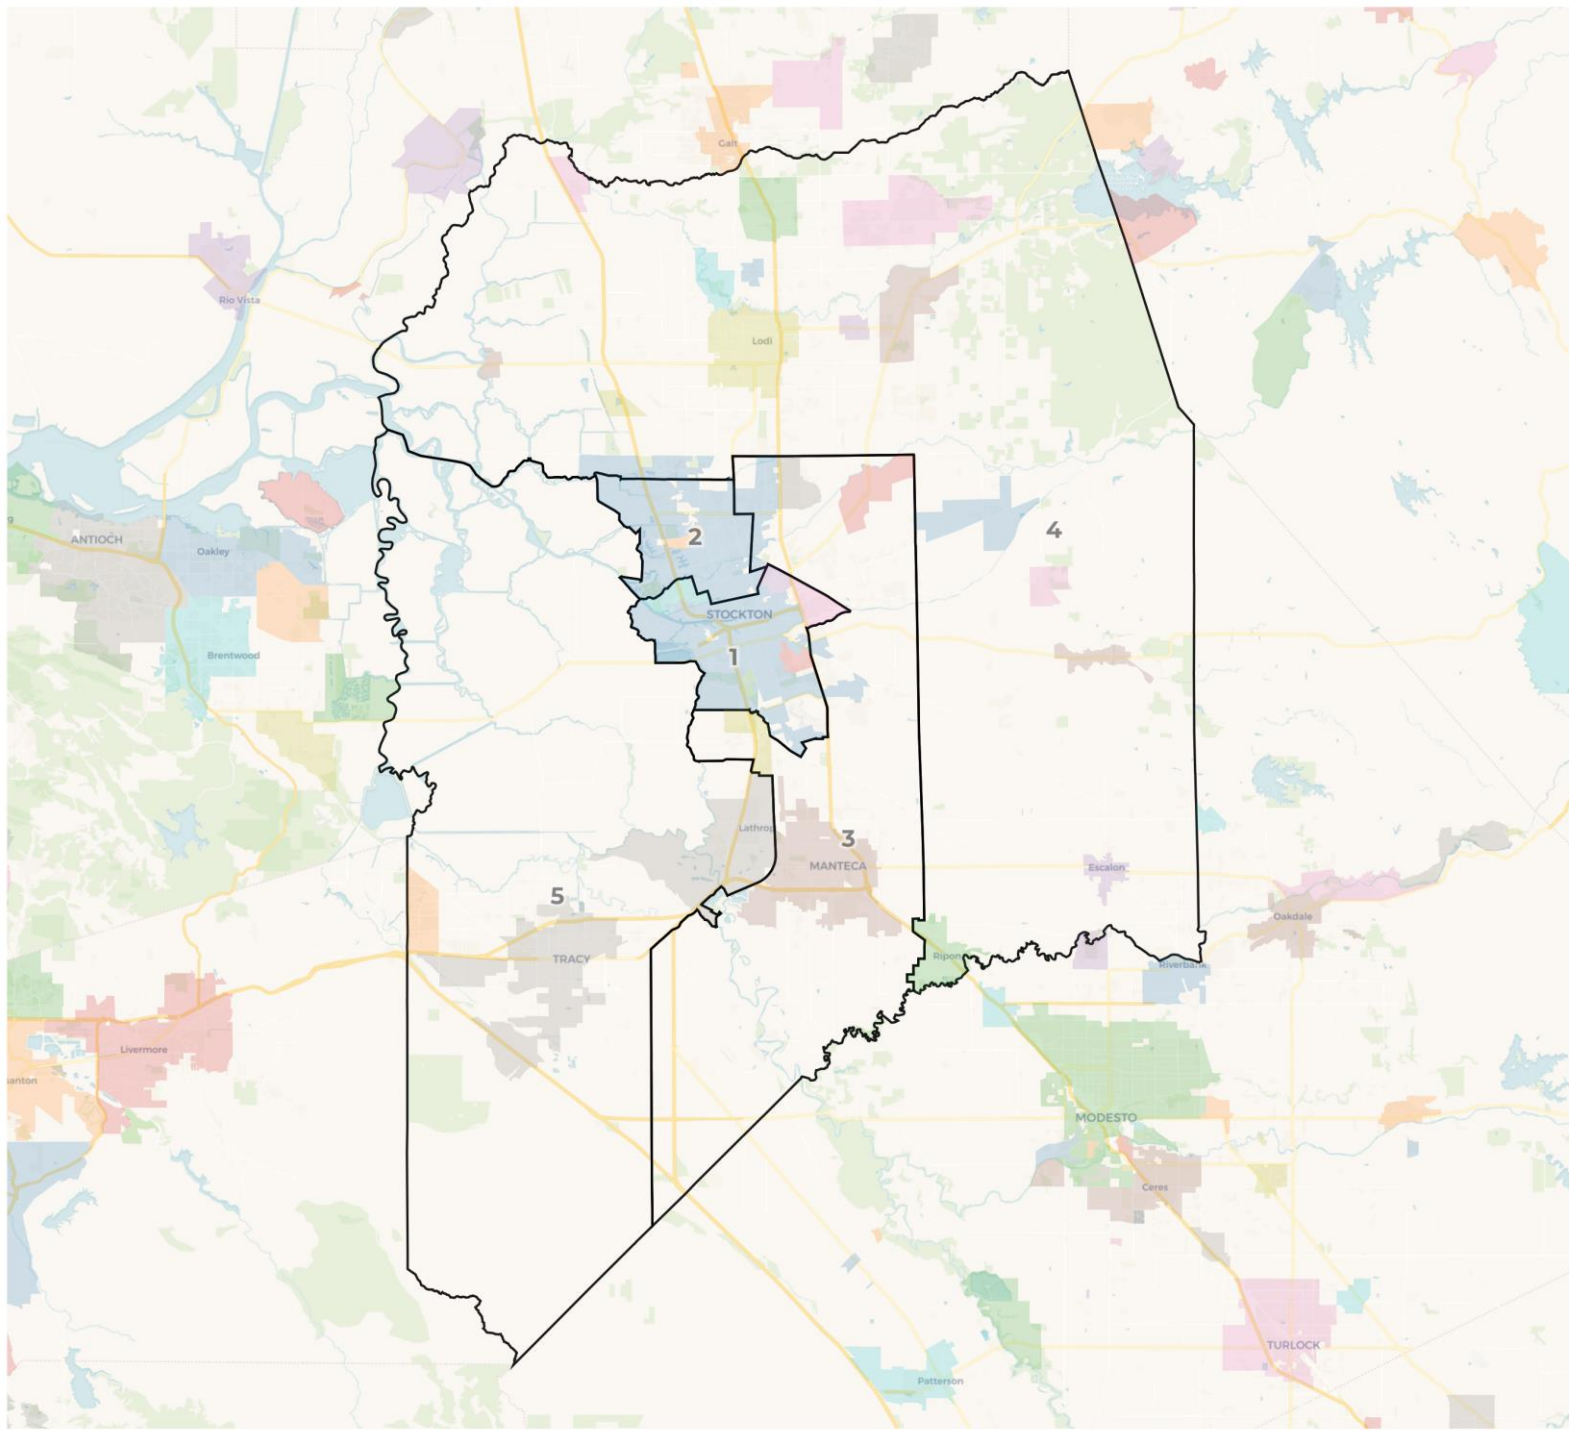 Galt
Rio Vista
Lodi
ANTIOCH
Oakley
2
4
STOCKTON
Brentwood
1
Lathrop
3
MANTECA
Escalon
5
Oakdale
TRACY
Ripon
Riverbank
Livermore
santon
MODESTO
Ceres
TURLOCK
Patterson